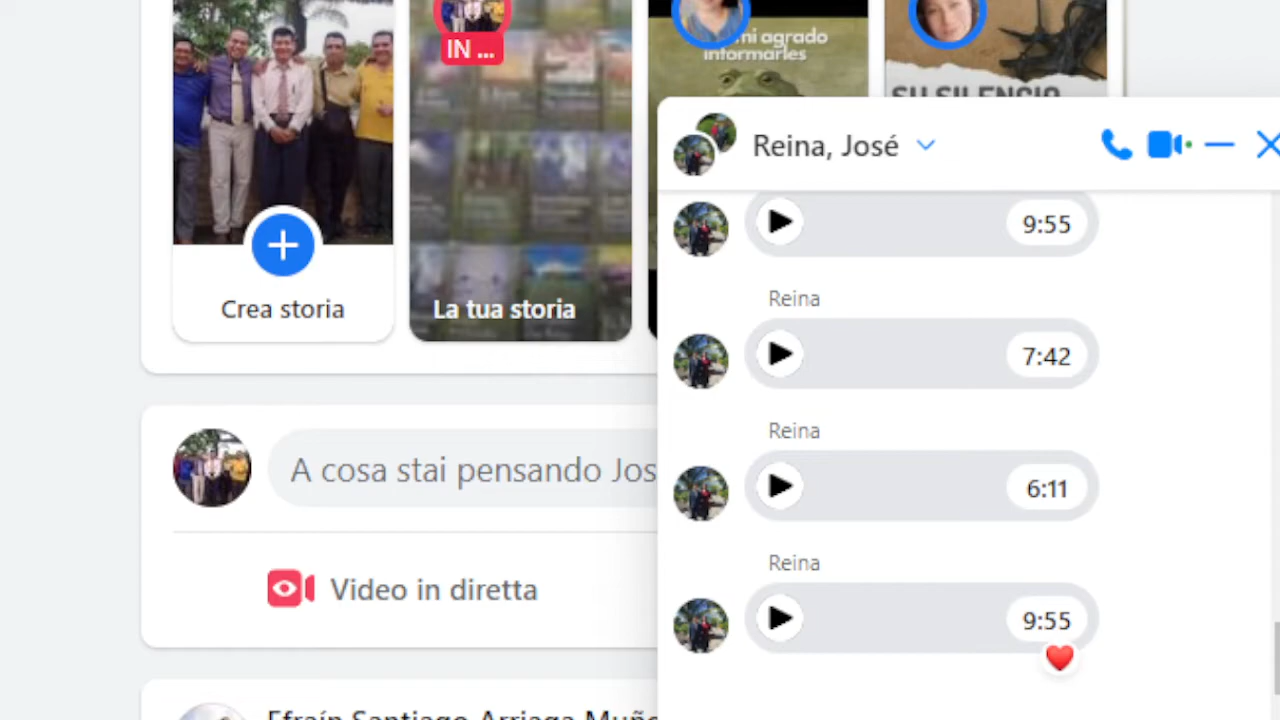 IN ...
mi agrado
informarles
SU SILENCIO
Crea storia
La tua storia
A cosa stai pensando Jos
Video in diretta
Efraín Santiago Arriaga Muño
Reina, José
9:55
Reina
7:42
Reina
6:11
Reina
9:55